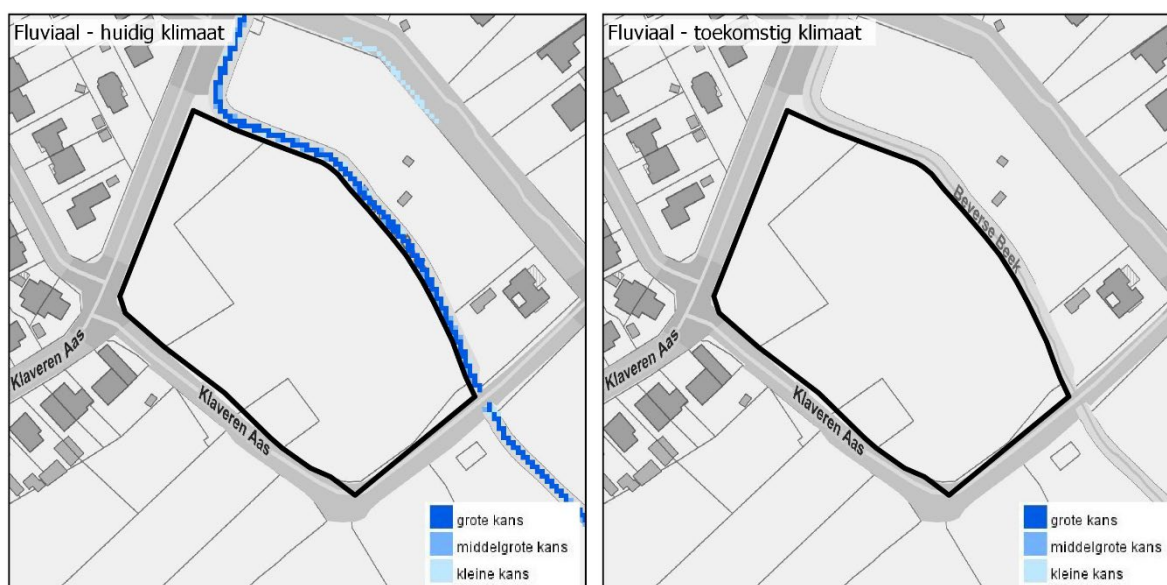 Fluviaal - huidig klimaat
Klaveren Aas
Klaveren Aas
grote kans
middelgrote kans
kleine kans
Fluviaal - toekomstig klimaat
Beverse Beek
Klaveren Aas
Klaveren Aas
grote kans
middelgrote kans
kleine kans